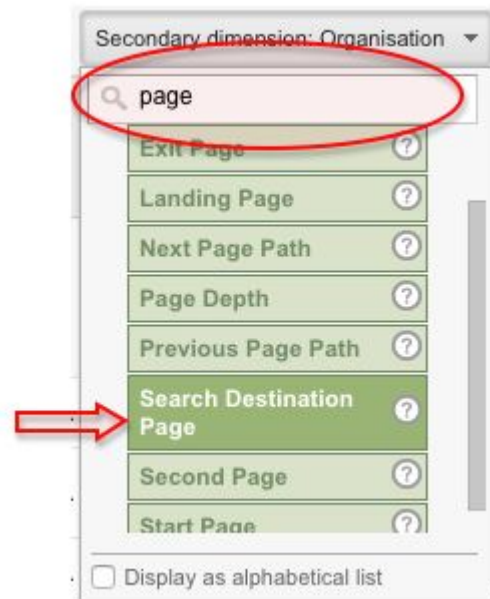 Secondary dimension: Organisation
page
Exit Page
Landing Page
Next Page Path
Page Depth
Previous Page Path
Search Destination
Page
Second Page
Start Page
Display as alphabetical list